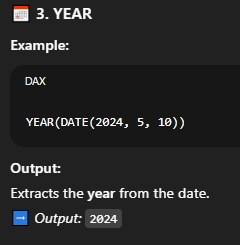 3. YEAR
Example:
DAX
YEAR(DATE(2024, 5, 10))
Output:
Extracts the year from the date.
Output: 2024